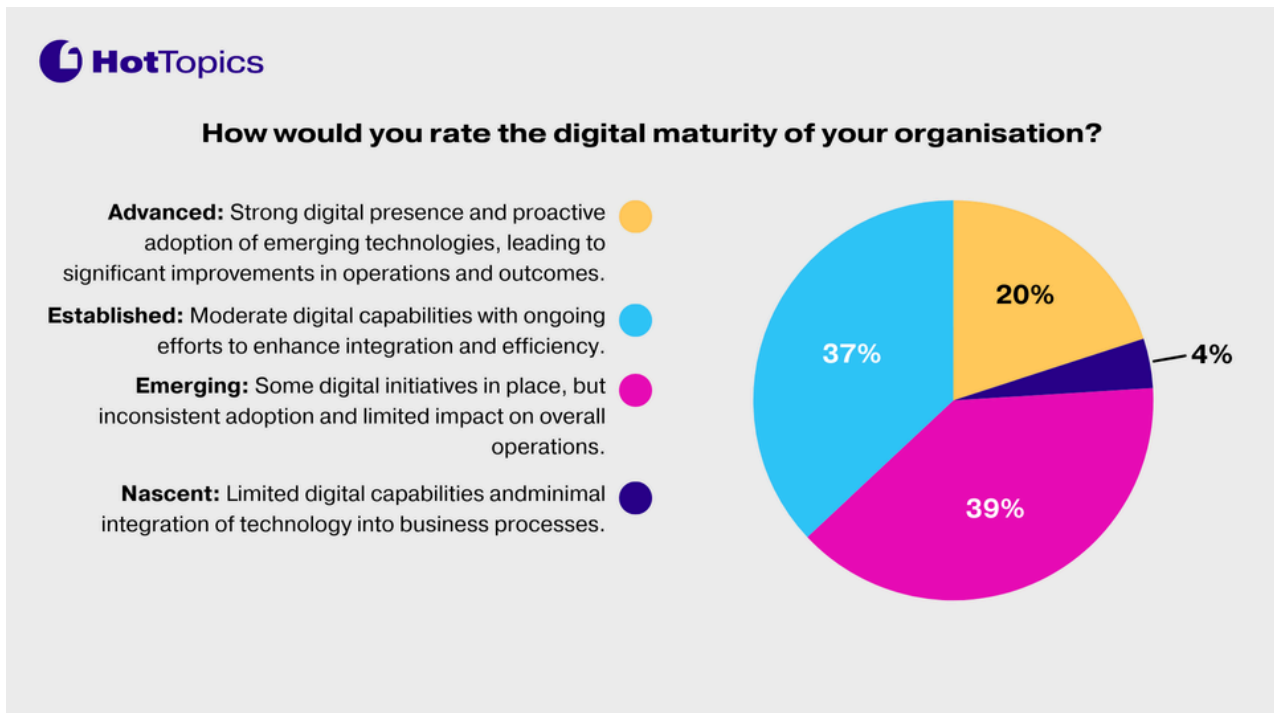 HotTopics
How would you rate the digital maturity of your organisation?
Advanced: Strong digital presence and proactive
adoption of emerging technologies, leading to
significant improvements in operations and outcomes.
Established: Moderate digital capabilities with ongoing
efforts to enhance integration and efficiency.
Emerging: Some digital initiatives in place, but
inconsistent adoption and limited impact on overall
operations.
Nascent: Limited digital capabilities andminimal
integration of technology into business processes.
20%
4%
37%
39%